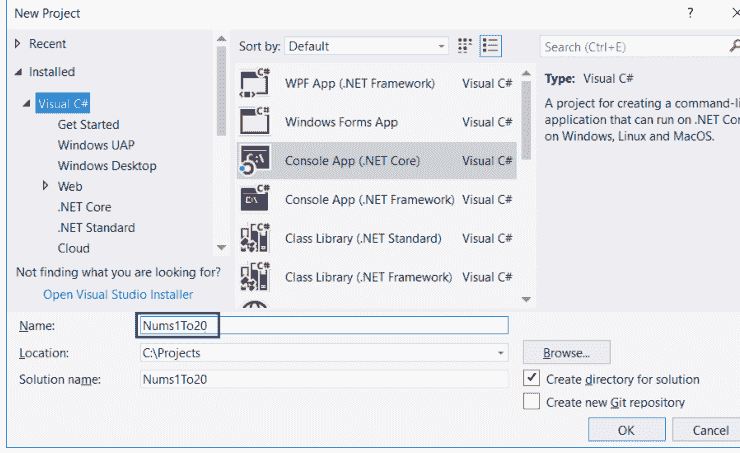 New Project
?
Recent
Installed
Visual C#
Get Started
Windows UAP
Windows Desktop
Web
.NET Core
.NET Standard
Cloud
Not finding what you are looking for?
Open Visual Studio Installer
Sort by: Default
WPF App (.NET Framework) Visual C#
Windows Forms App Visual C#
Console App (.NET Core) Visual C#
Console App (.NET Framework) Visual C#
Class Library (.NET Standard) Visual C#
Class Library (.NET Framework) Visual C#
Search (Ctrl+E)
Type: Visual C#
A project for creating a command-li
application that can run on .NET Cor
on Windows, Linux and MacOS.
Name: Nums1To20
Location: C:\Projects
Browse...
Solution name: Nums1To20
Create directory for solution
Create new Git repository
OK Cancel